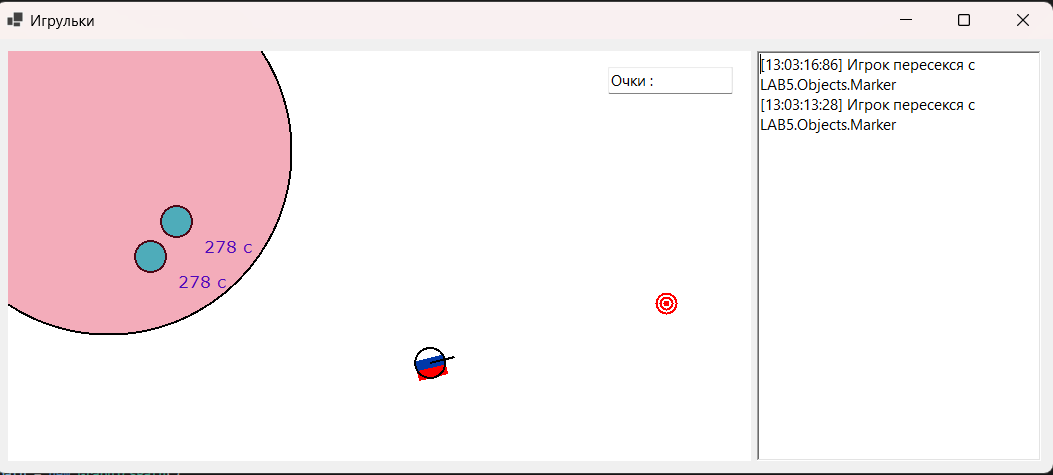 Игрульки
Очки :
278 с
278 с
[13:03:16:86] Игрок пересекся с
LAB5.Objects.Marker
[13:03:13:28] Игрок пересекся с
LAB5.Objects.Marker